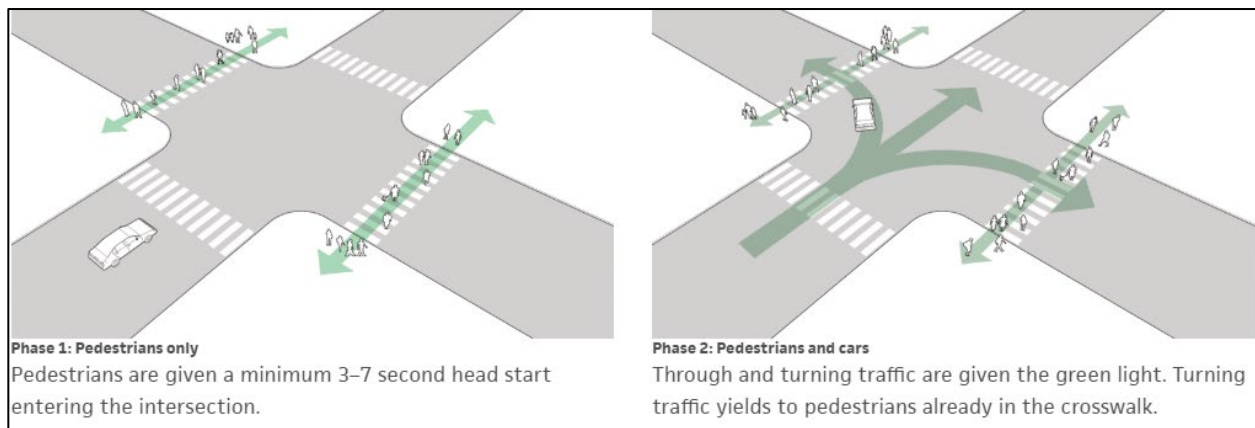 Phase 1: Pedestrians only
Pedestrians are given a minimum 3–7 second head start
entering the intersection.
Phase 2: Pedestrians and cars
Through and turning traffic are given the green light. Turning
traffic yields to pedestrians already in the crosswalk.